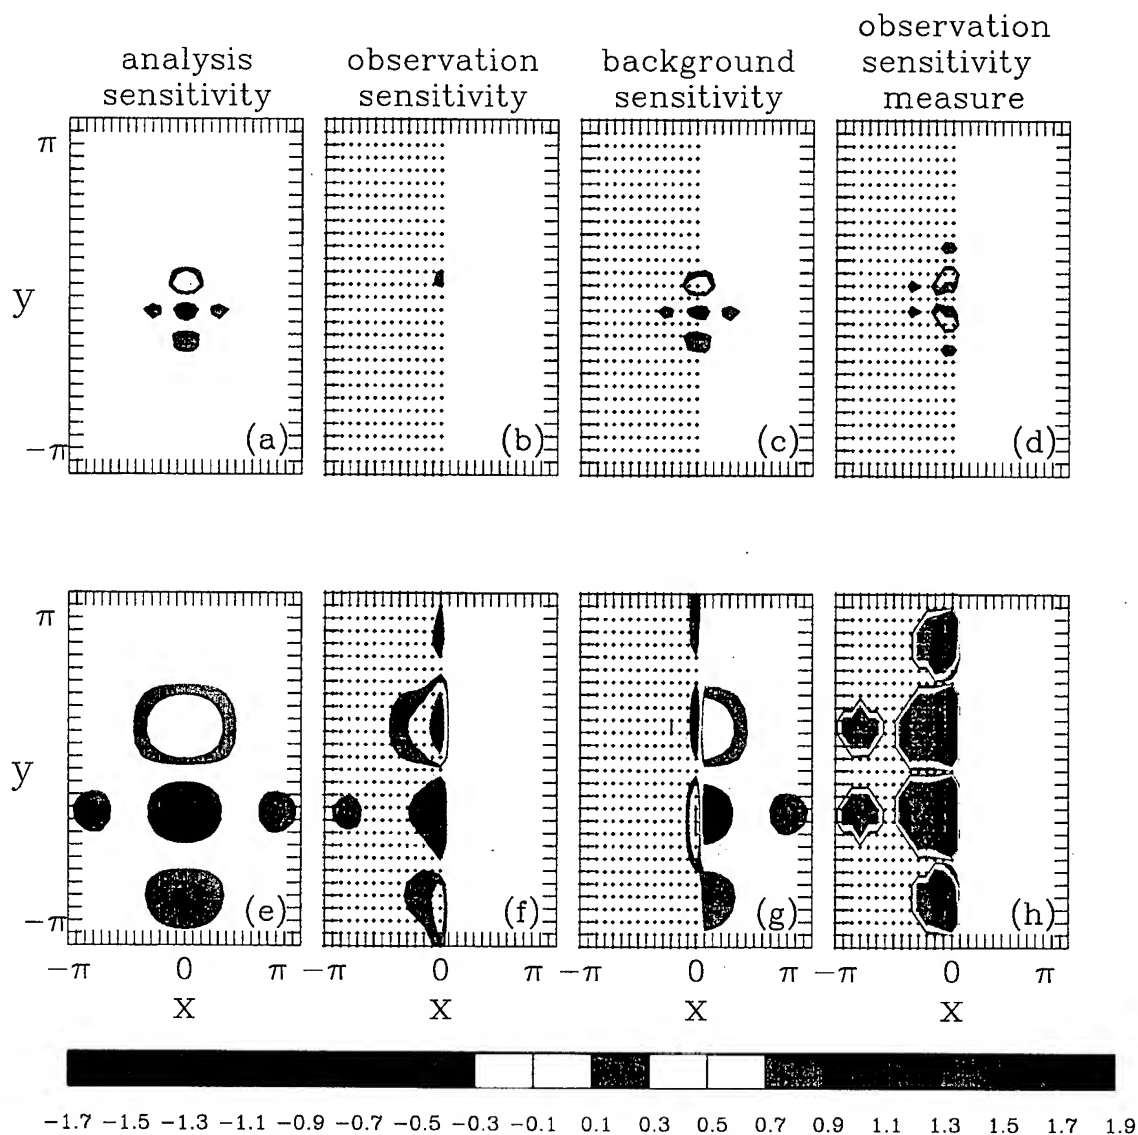 analysis
sensitivity
observation
sensitivity
background
sensitivity
observation
sensitivity
measure
π
y
−π
(a)
(b)
(c)
(d)
π
y
−π
(e)
(f)
(g)
(h)
−π 0 π −π 0 π −π 0 π −π 0 π
x x x x
−1.7 −1.5 −1.3 −1.1 −0.9 −0.7 −0.5 −0.3 −0.1 0.1 0.3 0.5 0.7 0.9 1.1 1.3 1.5 1.7 1.9